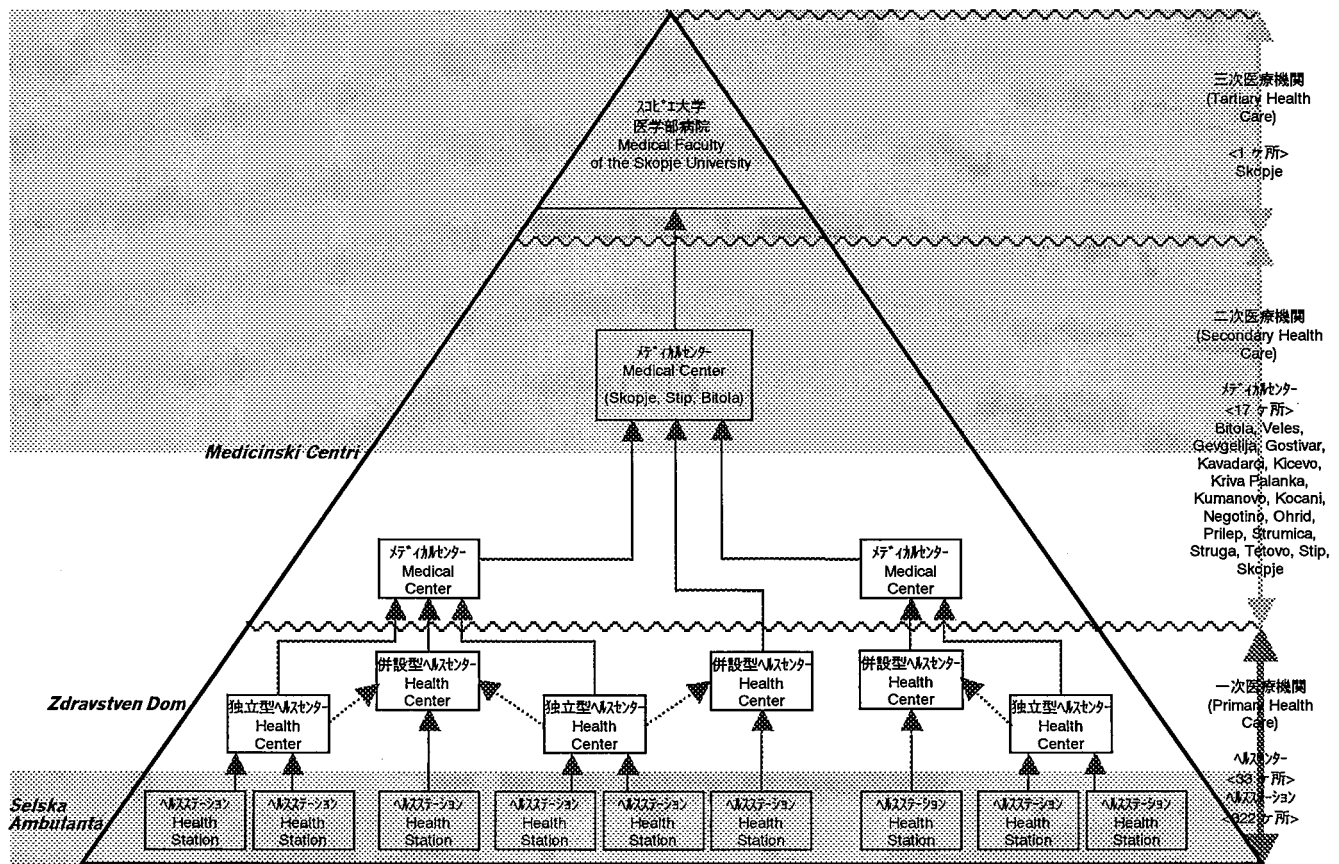 スコピエ大学
医学部病院
Medical Faculty
of the Skopje University
三次医療機関
(Tartiary Health
Care)
<1 ヶ所>
Skopje
メディカルセンター
Medical Center
(Skopje, Stip, Bitola)
二次医療機関
(Secondary Health
Care)
メディカルセンター
<17 ヶ所>
Bitola, Veles,
Gevgelija, Gostivar,
Kavadarci, Kicevo,
Kriva Palanka,
Kumanovo, Kocani,
Negotino, Ohrid,
Prilep, Strumica,
Struga, Tetovo, Stip,
Skopje
Medicinski Centri
メディカルセンター
Medical
Center
メディカルセンター
Medical
Center
併設型ヘルスセンター
Health
Center
併設型ヘルスセンター
Health
Center
併設型ヘルスセンター
Health
Center
Zdravstven Dom
独立型ヘルスセンター
Health
Center
独立型ヘルスセンター
Health
Center
独立型ヘルスセンター
Health
Center
一次医療機関
(Primary Health
Care)
ヘルスセンター
<33 ヶ所>
ヘルスステーション
<322 ヶ所>
Selska
Ambulanta
ヘルスステーション
Health
Station
ヘルスステーション
Health
Station
ヘルスステーション
Health
Station
ヘルスステーション
Health
Station
ヘルスステーション
Health
Station
ヘルスステーション
Health
Station
ヘルスステーション
Health
Station
ヘルスステーション
Health
Station
ヘルスステーション
Health
Station